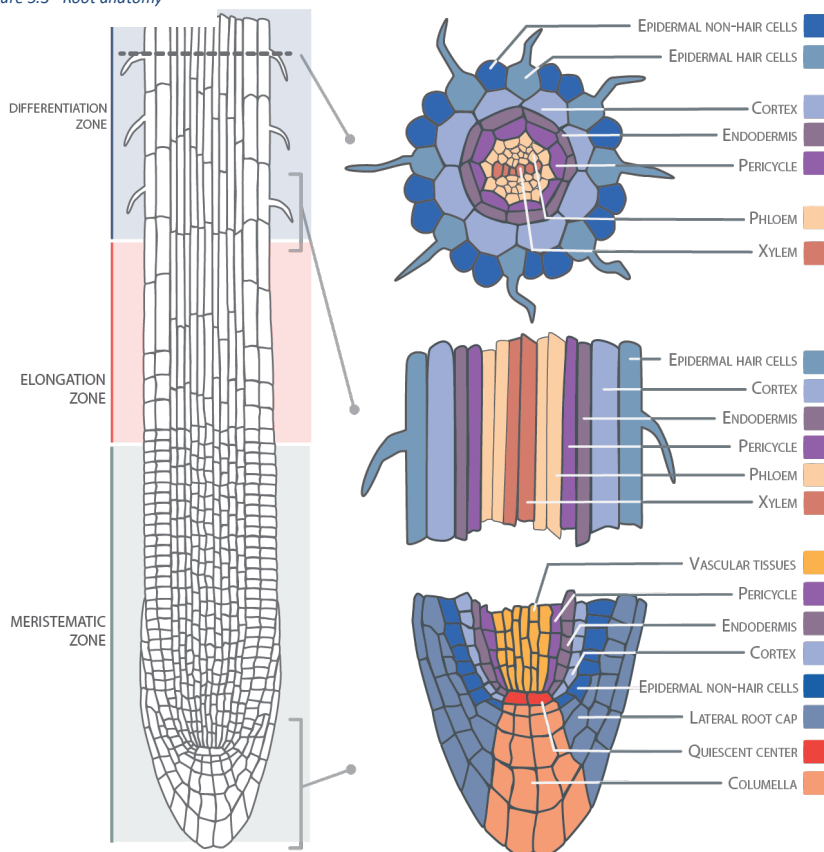 Root anatomy
DIFFERENTIATION
ZONE
ELONGATION
ZONE
MERISTEMATIC
ZONE
EPIDERMAL NON-HAIR CELLS
EPIDERMAL HAIR CELLS
CORTEX
ENDODERMIS
PERICYCLE
PHLOEM
XYLEM
EPIDERMAL HAIR CELLS
CORTEX
ENDODERMIS
PERICYCLE
PHLOEM
XYLEM
VASCULAR TISSUES
PERICYCLE
ENDODERMIS
CORTEX
EPIDERMAL NON-HAIR CELLS
LATERAL ROOT CAP
QUIESCENT CENTER
COLUMELLA